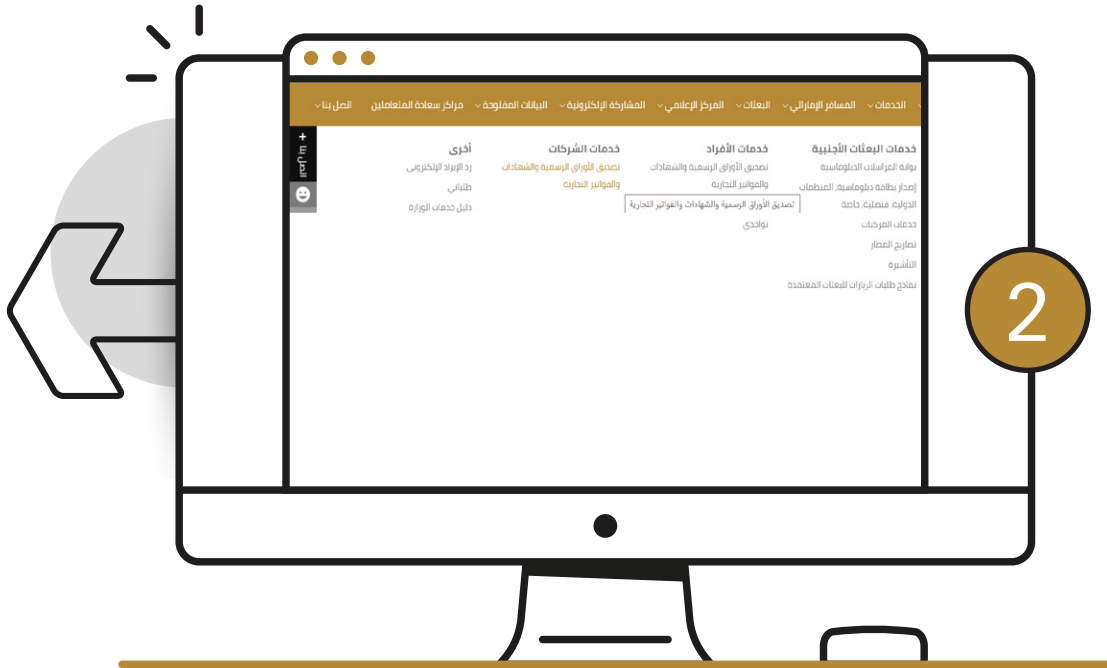 الخدمات
المسافر الإماراتي
البعثات
المركز الإعلامي
المشاركة الإلكترونية
البيانات المفتوحة
مراكز سعادة المتعاملين
اتصل بنا
خدمات البعثات الأجنبية
بوابة المراسلات الدبلوماسية
إصدار بطاقة دبلوماسية، المنظمات
الدولية، قنصلية، خاصة
خدمات المركبات
تصاريح المطار
التأشيرة
نماذج طلبات الزيارات للبعثات المعتمدة
خدمات الأفراد
تصديق الأوراق الرسمية والشهادات
والفواتير التجارية
تصديق الأوراق الرسمية والشهادات والفواتير التجارية
تواجدي
خدمات الشركات
تصديق الأوراق الرسمية والشهادات
والفواتير التجارية
أخرى
رد الإيراد الإلكتروني
طلباتي
دليل خدمات الوزارة
2